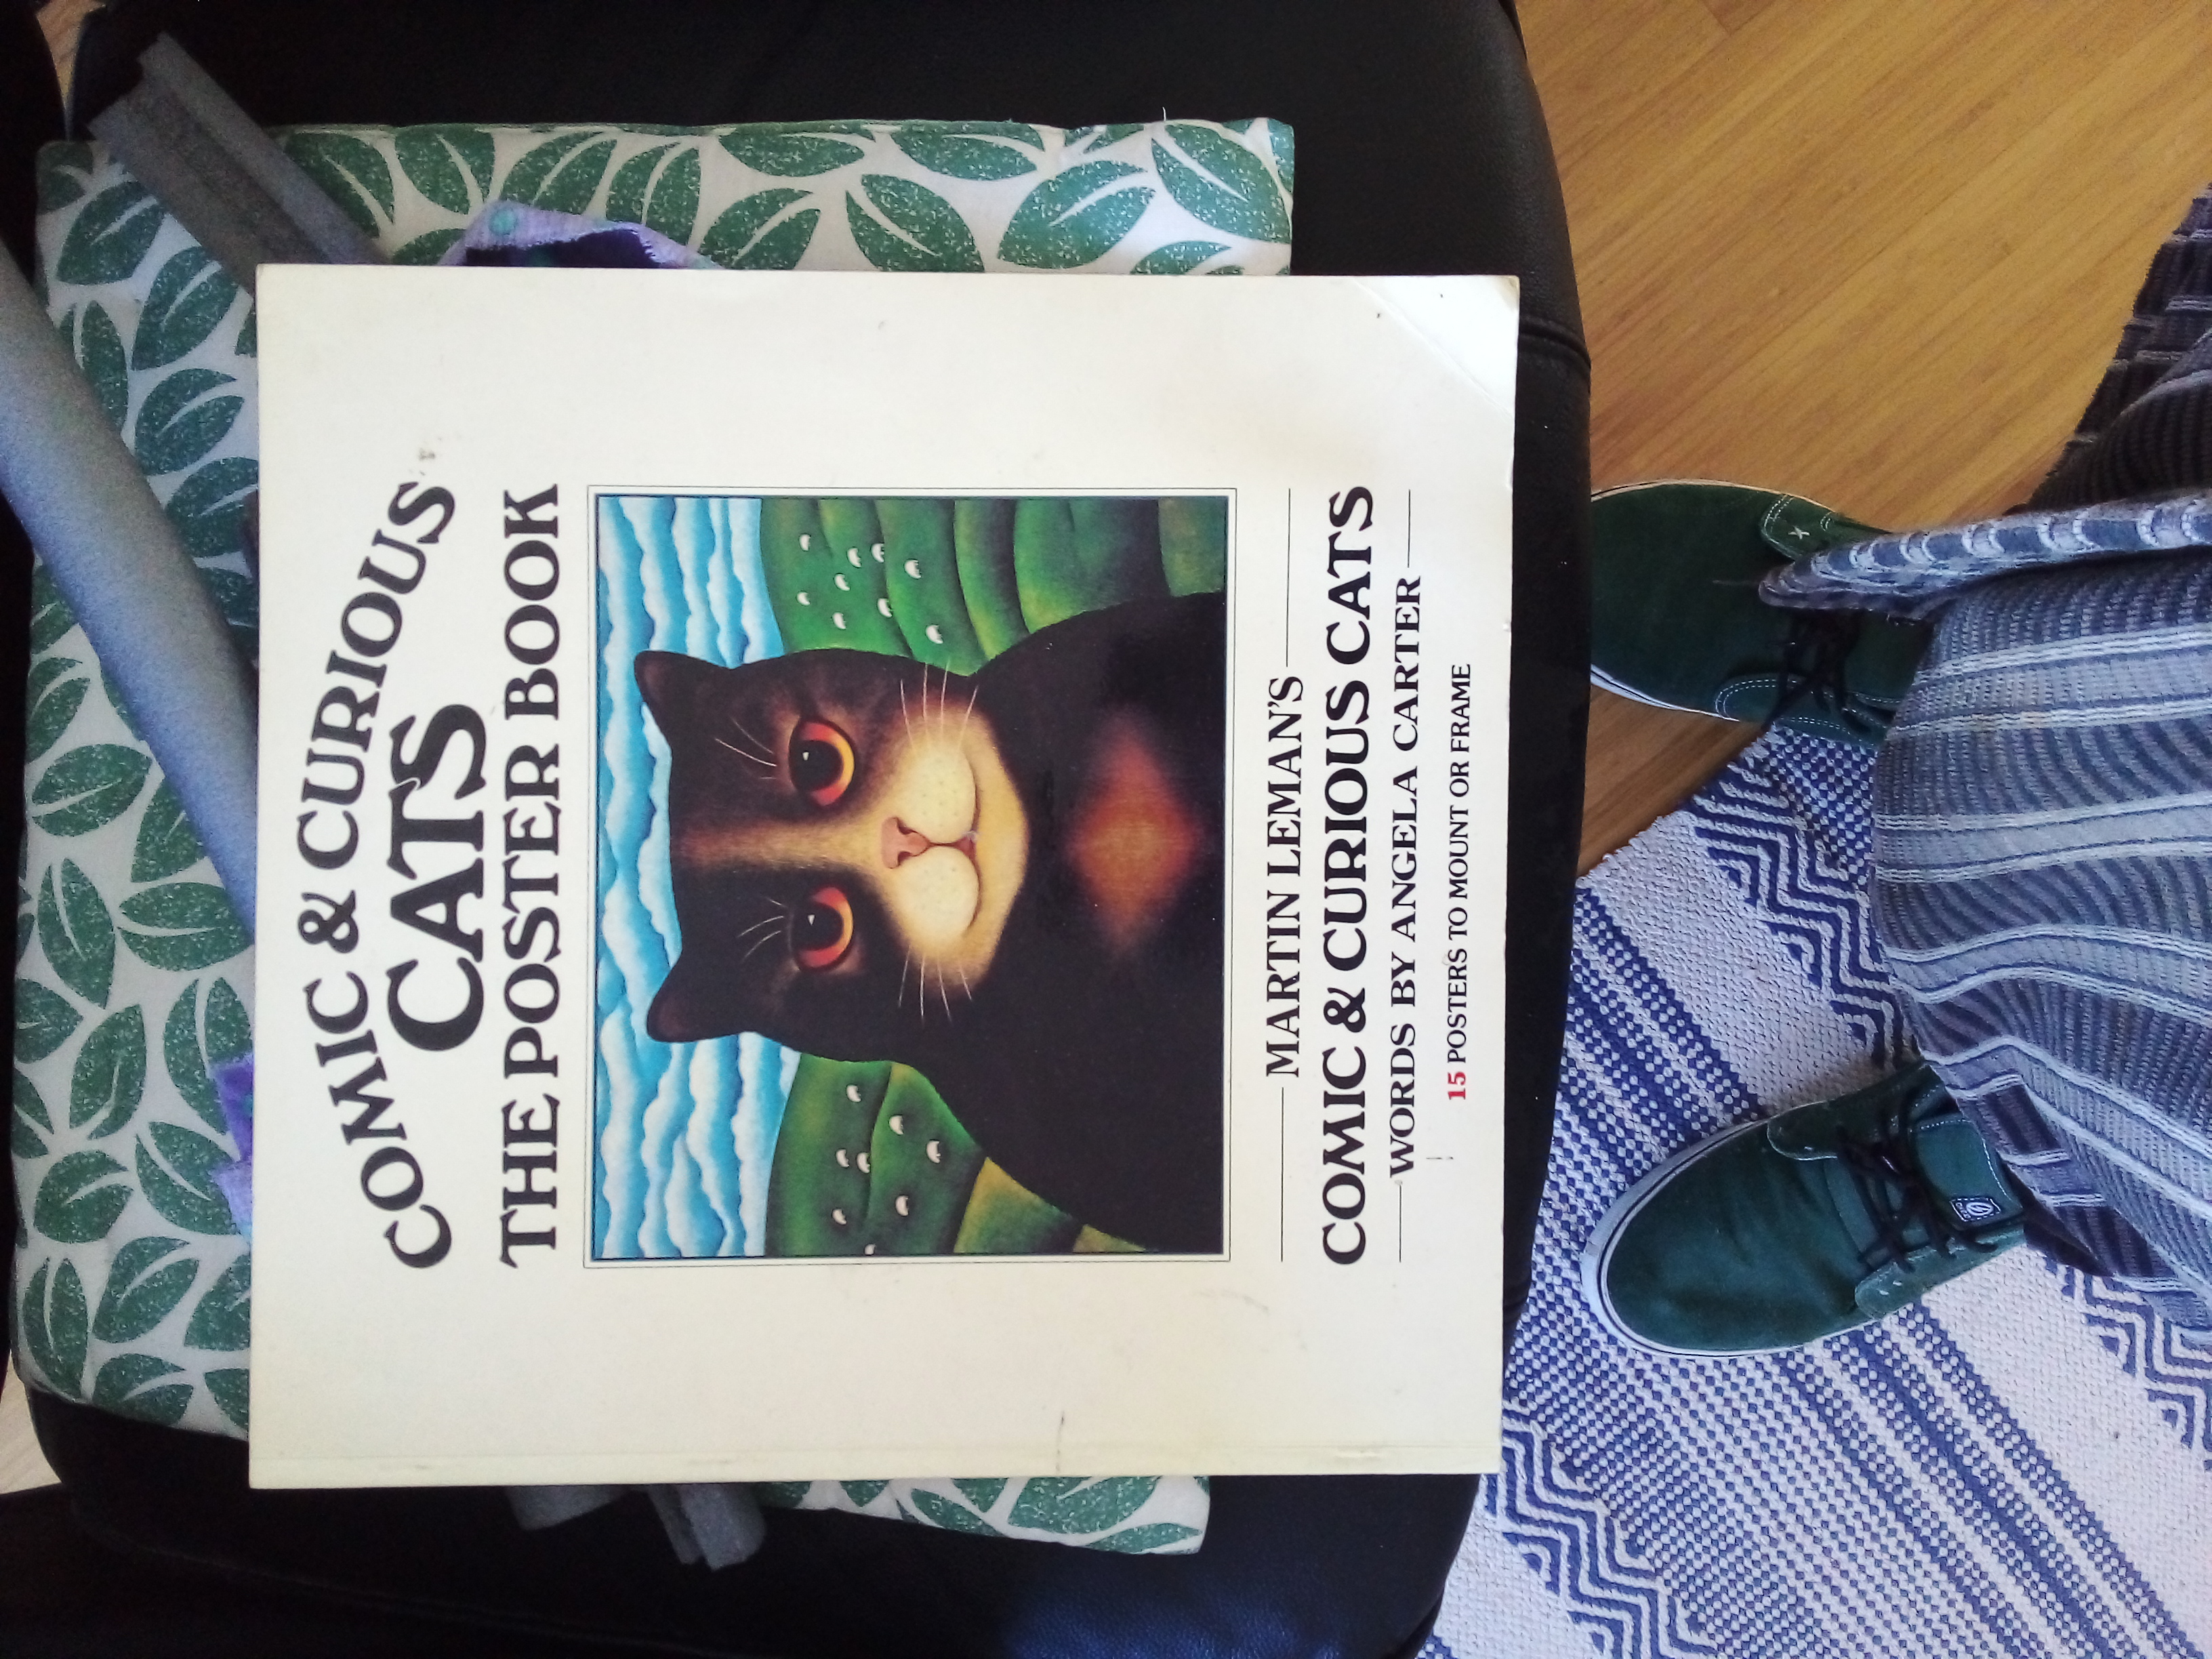 COMIC & CURIOUS
CATS
THE POSTER BOOK
MARTIN LEMAN'S
COMIC & CURIOUS CATS
WORDS BY ANGELA CARTER
15 POSTERS TO MOUNT OR FRAME